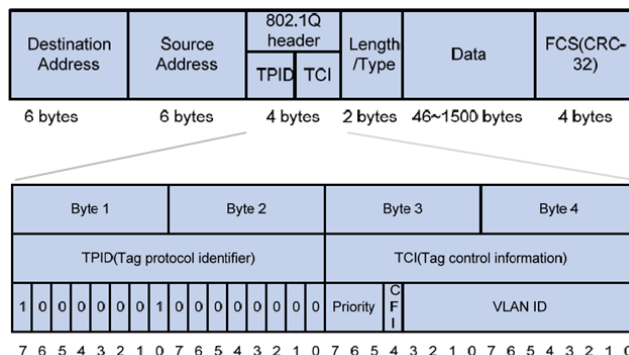 Destination Address
Source Address
802.1Q header
TPID TCI
Length /Type
Data
FCS(CRC-32)
6 bytes 6 bytes 4 bytes 2 bytes 46~1500 bytes 4 bytes
Byte 1 Byte 2 Byte 3 Byte 4
TPID(Tag protocol identifier) TCI(Tag control information)
1 0 0 0 0 0 0 1 0 0 0 0 0 0 0 0 Priority CFI VLAN ID
7 6 5 4 3 2 1 0 7 6 5 4 3 2 1 0 7 6 5 4 3 2 1 0 7 6 5 4 3 2 1 0